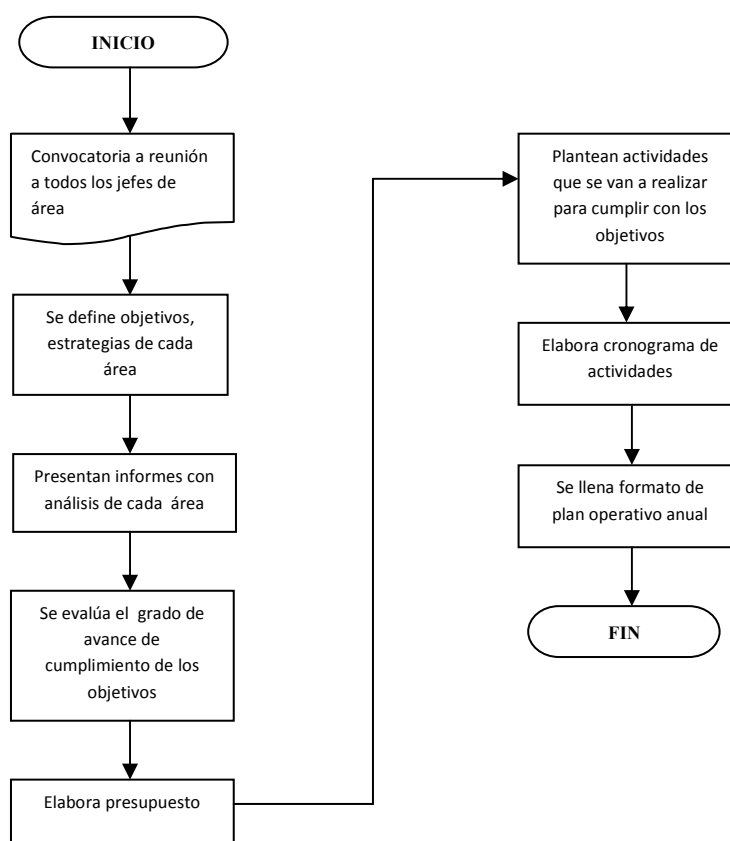 INICIO
Convocatoria a reunión
a todos los jefes de
área
Se define objetivos,
estrategias de cada
área
Presentan informes con
análisis de cada  área
Se evalúa el  grado de
avance de
cumplimiento de los
objetivos
Elabora presupuesto
Plantean actividades
que se van a realizar
para cumplir con los
objetivos
Elabora cronograma de
actividades
Se llena formato de
plan operativo anual
FIN